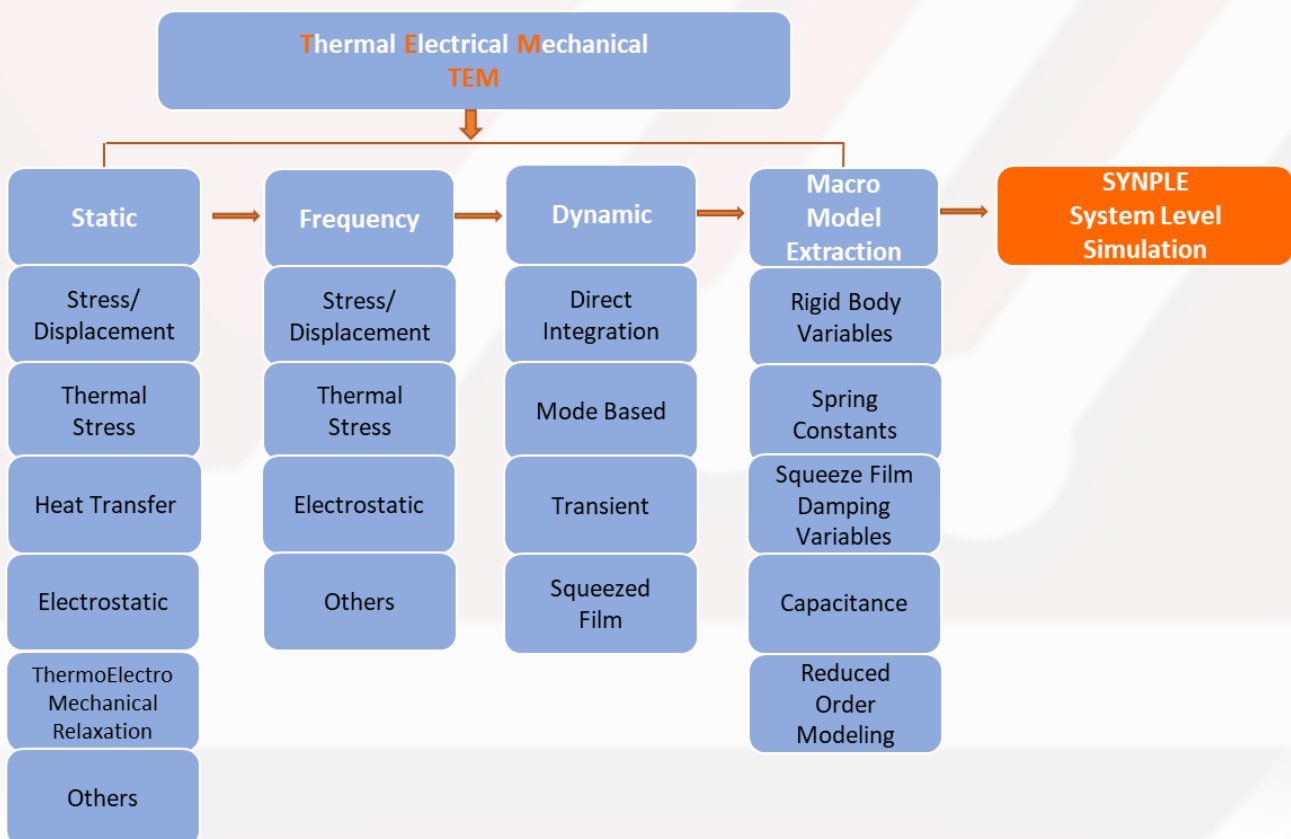 Thermal Electrical Mechanical
TEM
Static
Stress/
Displacement
Thermal
Stress
Heat Transfer
Electrostatic
ThermoElectro
Mechanical
Relaxation
Others
Frequency
Stress/
Displacement
Thermal
Stress
Electrostatic
Others
Dynamic
Direct
Integration
Mode Based
Transient
Squeezed
Film
Macro
Model
Extraction
Rigid Body
Variables
Spring
Constants
Squeeze Film
Damping
Variables
Capacitance
Reduced
Order
Modeling
SYNPLE
System Level
Simulation